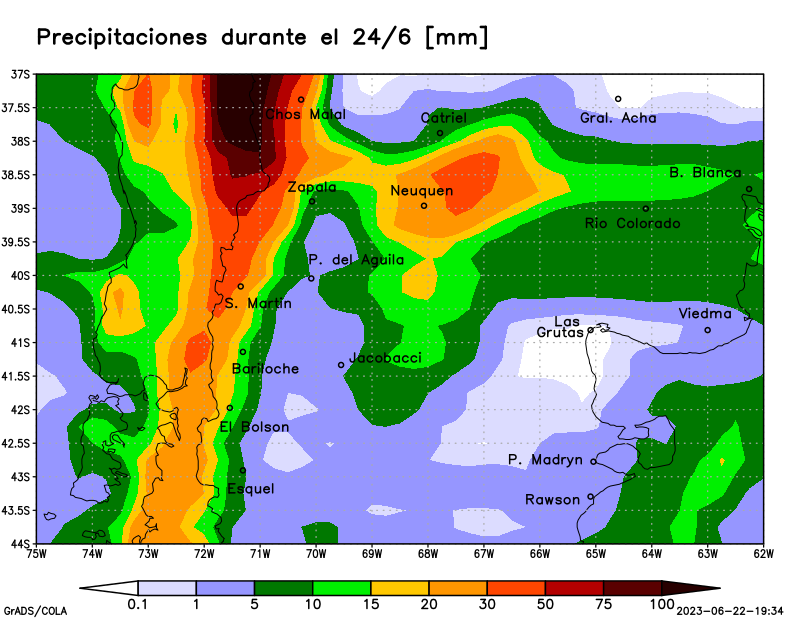 Precipitaciones durante el 24/6 [mm]
37S
37.5S
Chos Malal
Catriel
Gral. Acha
38S
38.5S
B. Blanca
Zapala
Neuquen
39S
Rio Colorado
39.5S
P. del Aguila
40S
S. Martin
40.5S
Viedma
Las
Grutas
41S
Jacobacci
Bariloche
41.5S
42S
El Bolson
42.5S
P. Madryn
43S
Esquel
Rawson
43.5S
44S
75W 74W 73W 72W 71W 70W 69W 68W 67W 66W 65W 64W 63W 62W
0.1 1 5 10 15 20 30 50 75 100
GrADS/COLA
2023-06-22-19:34